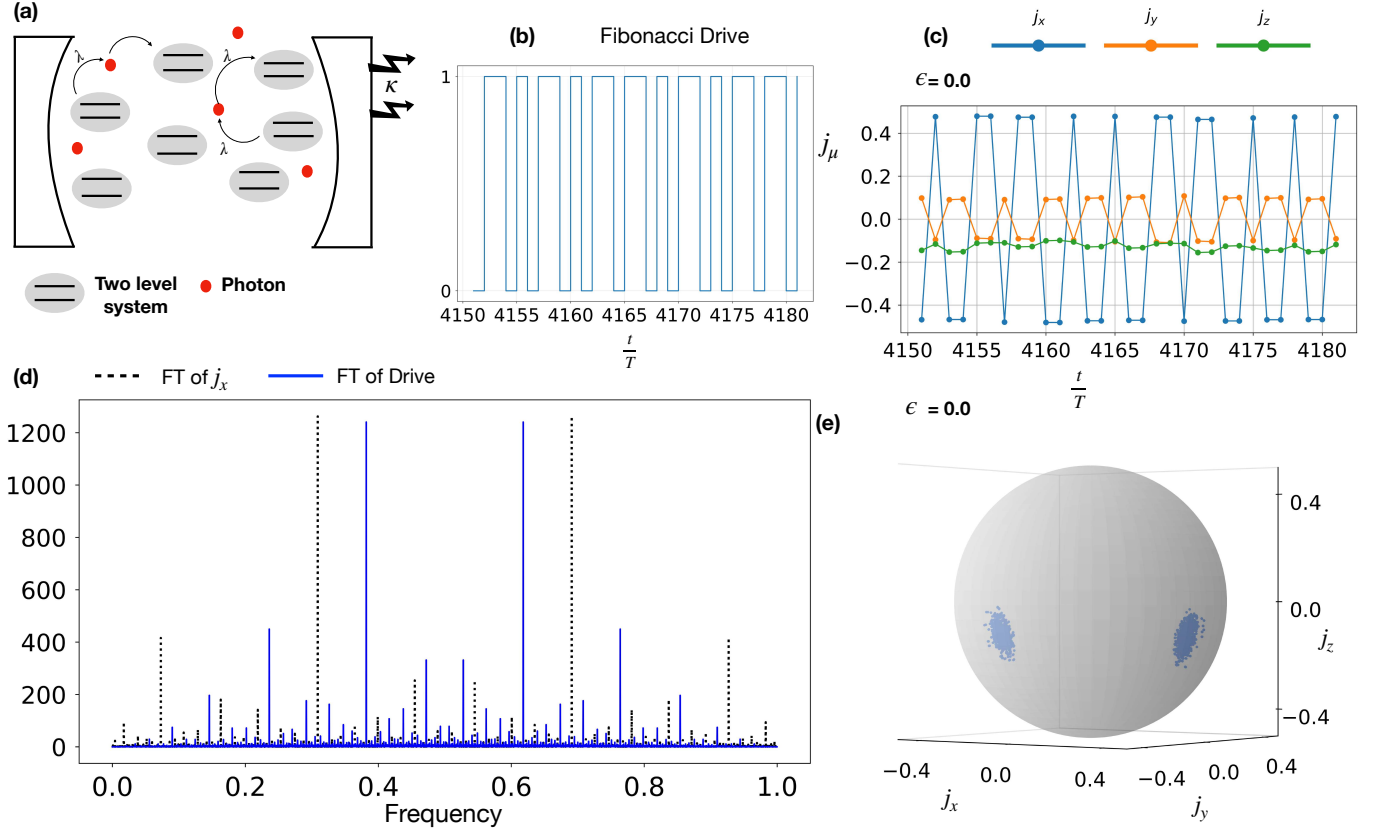 (a)
λ
λ
λ
κ
Two level
system
Photon
(b)
Fibonacci Drive
1
0
4150 4155 4160 4165 4170 4175 4180
t
T
(c)
jx jy jz
ϵ = 0.0
jμ
0.4
0.2
0.0
−0.2
−0.4
4150 4155 4160 4165 4170 4175 4180
t
T
(d)
FT of jx FT of Drive
1200
1000
800
600
400
200
0
0.0 0.2 0.4 0.6 0.8 1.0
Frequency
(e)
ϵ = 0.0
0.4
0.0
−0.4
jz
−0.4 0.0 0.4
jx
−0.4 0.0 0.4
jy